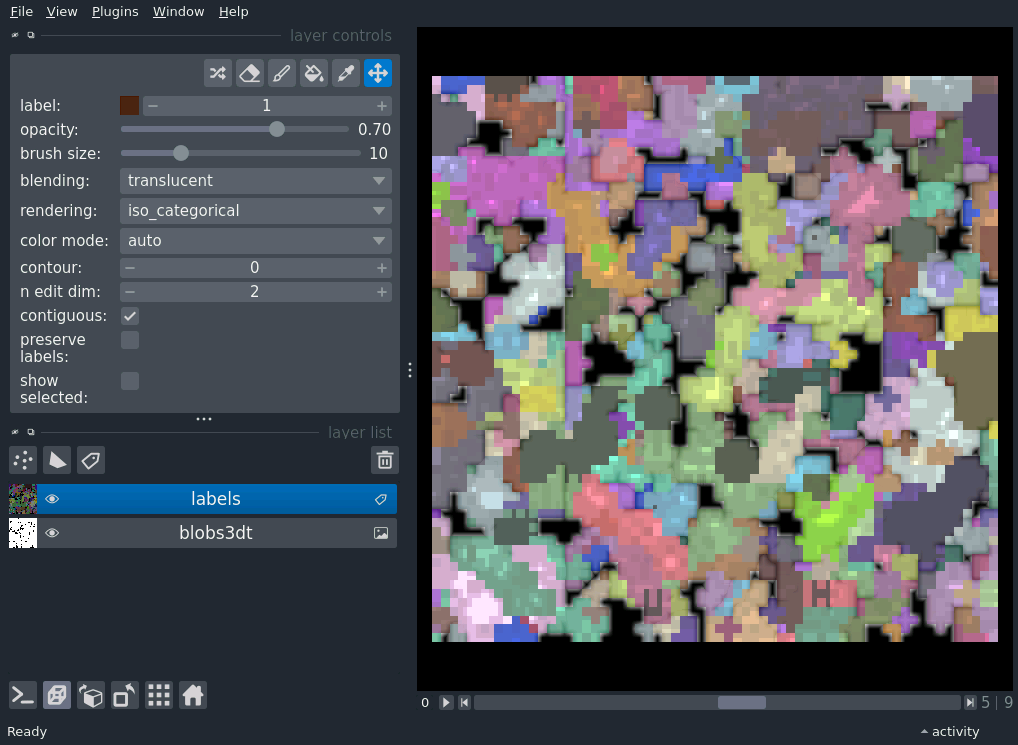 File View Plugins Window Help
layer controls
label: 1
opacity: 0.70
brush size: 10
blending: translucent
rendering: iso_categorical
color mode: auto
contour: 0
n edit dim: 2
contiguous:
preserve
labels:
show
selected:
layer list
labels
blobs3dt
0 5 | 9
Ready activity